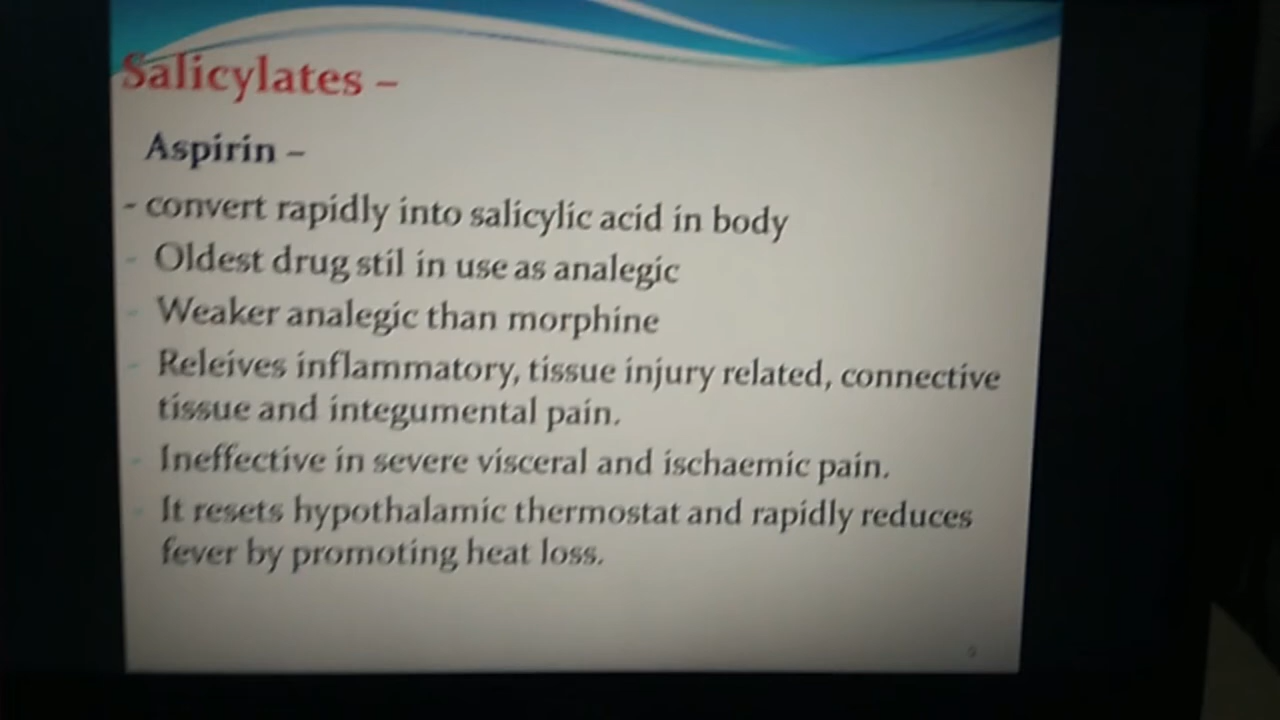 Salicylates –
Aspirin –
- convert rapidly into salicylic acid in body
- Oldest drug stil in use as analegic
- Weaker analegic than morphine
- Releives inflammatory, tissue injury related, connective
tissue and integumental pain.
- Ineffective in severe visceral and ischaemic pain.
- It resets hypothalamic thermostat and rapidly reduces
fever by promoting heat loss.
9